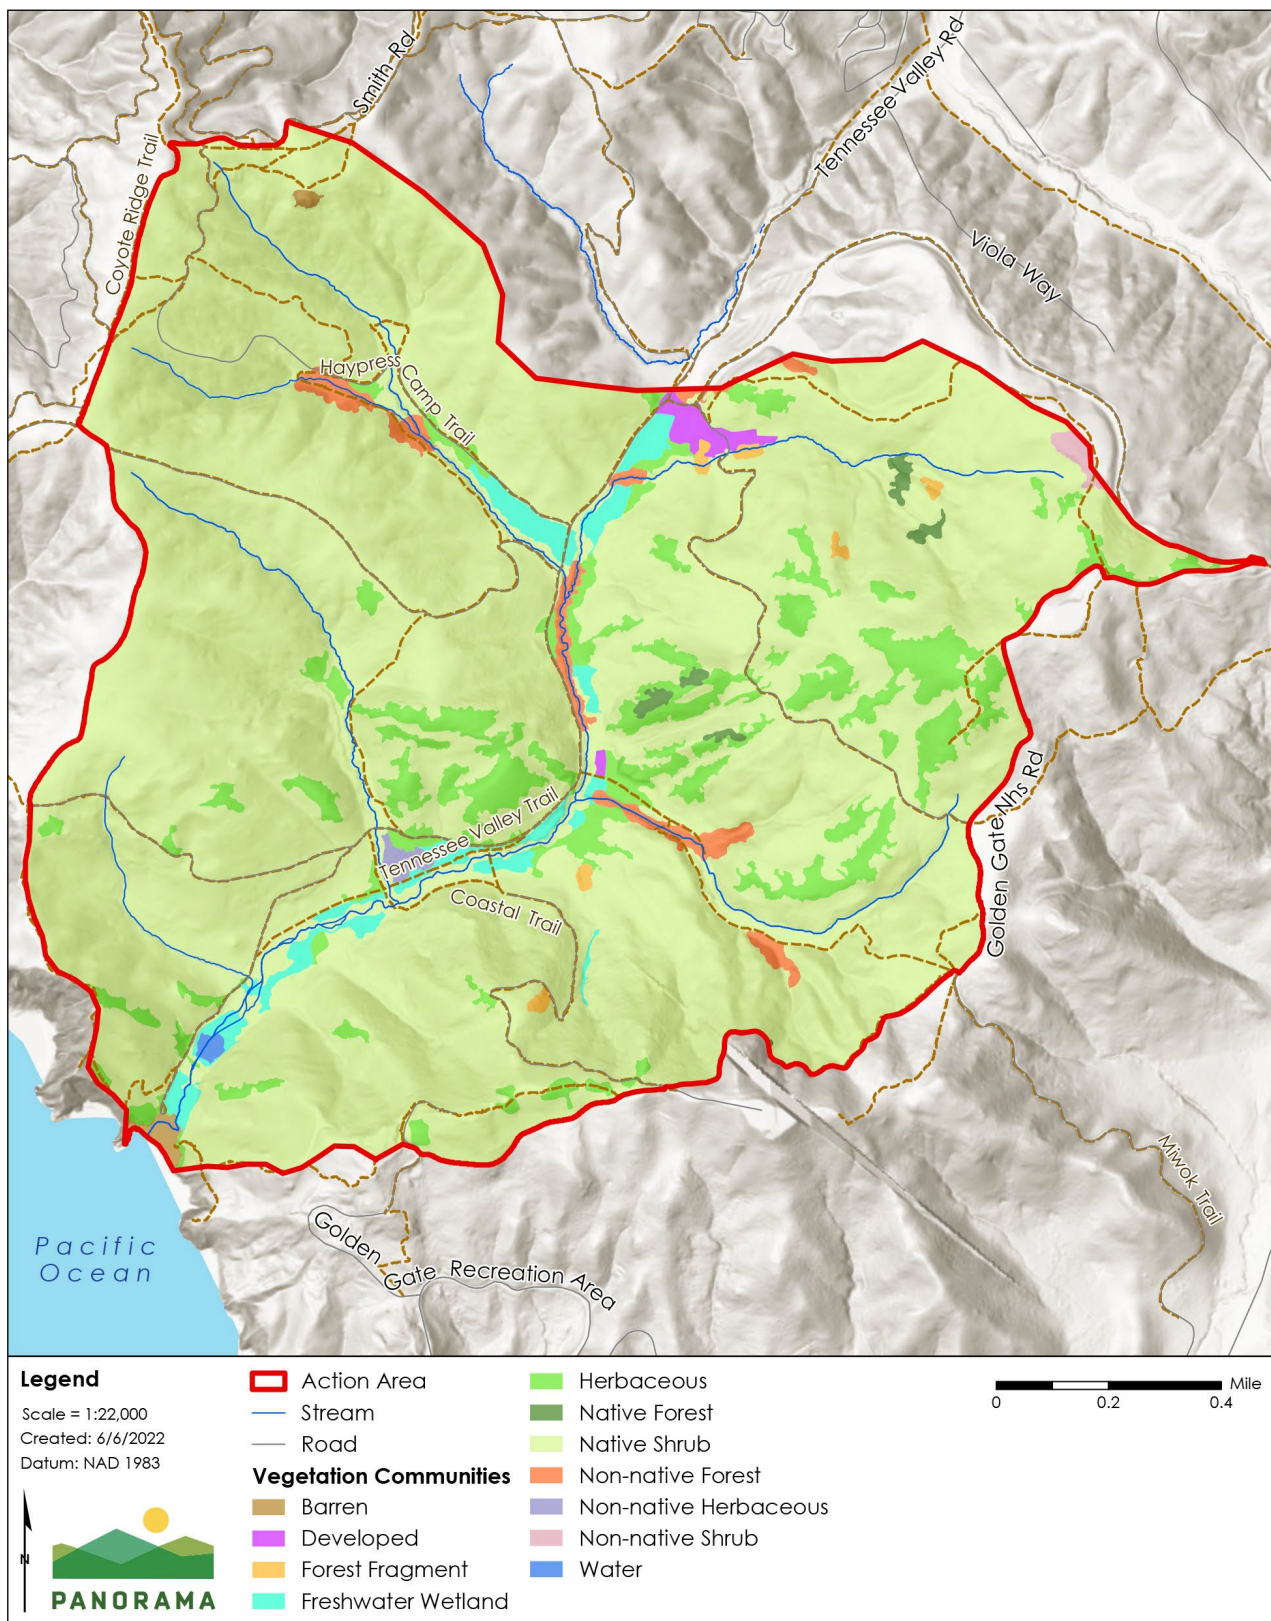 Smith Rd
Tennessee Valley Rd
Coyote Ridge Trail
Viola Way
Haypress Camp Trail
Golden Gate Nhs Rd
Tennessee Valley Trail
Coastal Trail
Miwok Trail
Pacific
Ocean
Golden Gate Recreation Area
Legend
Scale = 1:22,000
Created: 6/6/2022
Datum: NAD 1983
N
PANORAMA
Action Area
Stream
Road
Vegetation Communities
Barren
Developed
Forest Fragment
Freshwater Wetland
Herbaceous
Native Forest
Native Shrub
Non-native Forest
Non-native Herbaceous
Non-native Shrub
Water
Mile
0 0.2 0.4